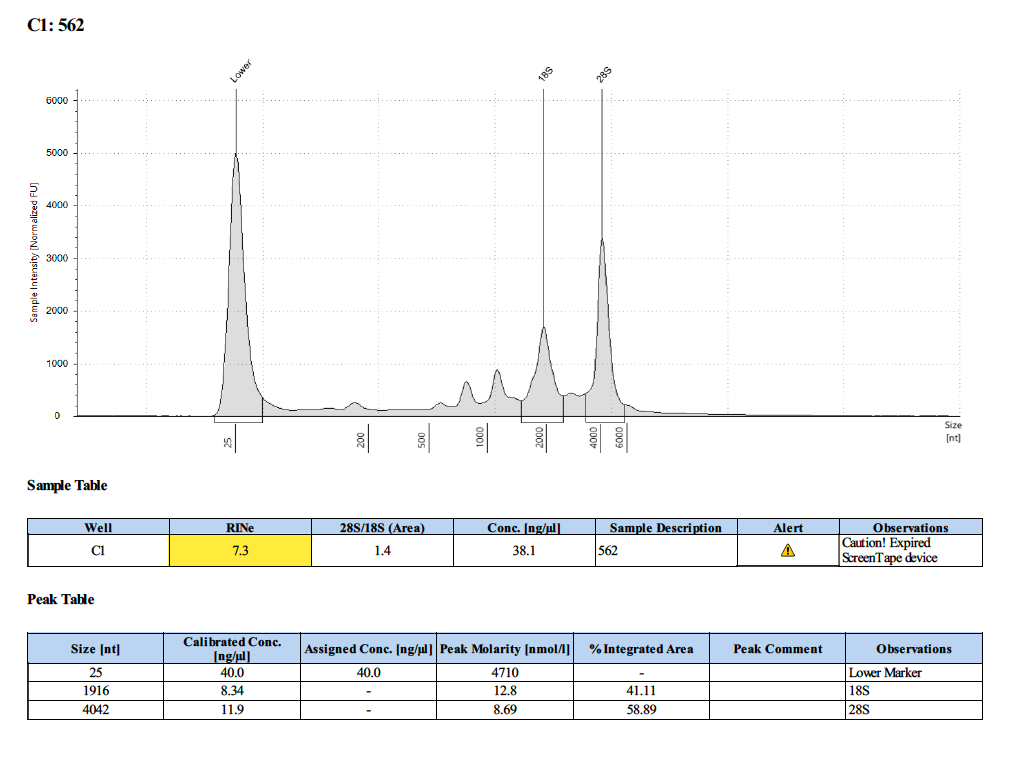 C1: 562
Lower
18S
28S
6000
5000
4000
3000
2000
1000
0
Sample Intensity [Normalized FU]
25
200
500
1000
2000
4000
6000
Size
[nt]
Sample Table
Well RINe 28S/18S (Area) Conc. [ng/µl] Sample Description Alert Observations
C1 7.3 1.4 38.1 562 Caution! Expired
ScreenTape device
Peak Table
Size [nt] Calibrated Conc. [ng/µl] Assigned Conc. [ng/µl] Peak Molarity [nmol/l] % Integrated Area Peak Comment Observations
25 40.0 40.0 4710 - Lower Marker
1916 8.34 - 12.8 41.11 18S
4042 11.9 - 8.69 58.89 28S